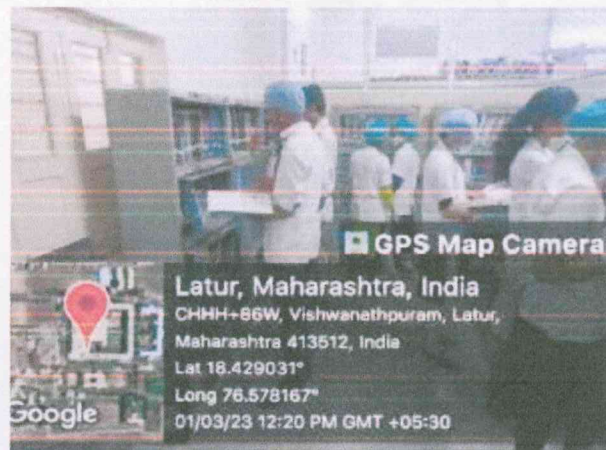 GPS Map Camera
Latur, Maharashtra, India
CHHH+86W, Vishwanathpuram, Latur,
Maharashtra 413512, India
Lat 18.429031°
Long 76.578167°
01/03/23 12:20 PM GMT +05:30
Google